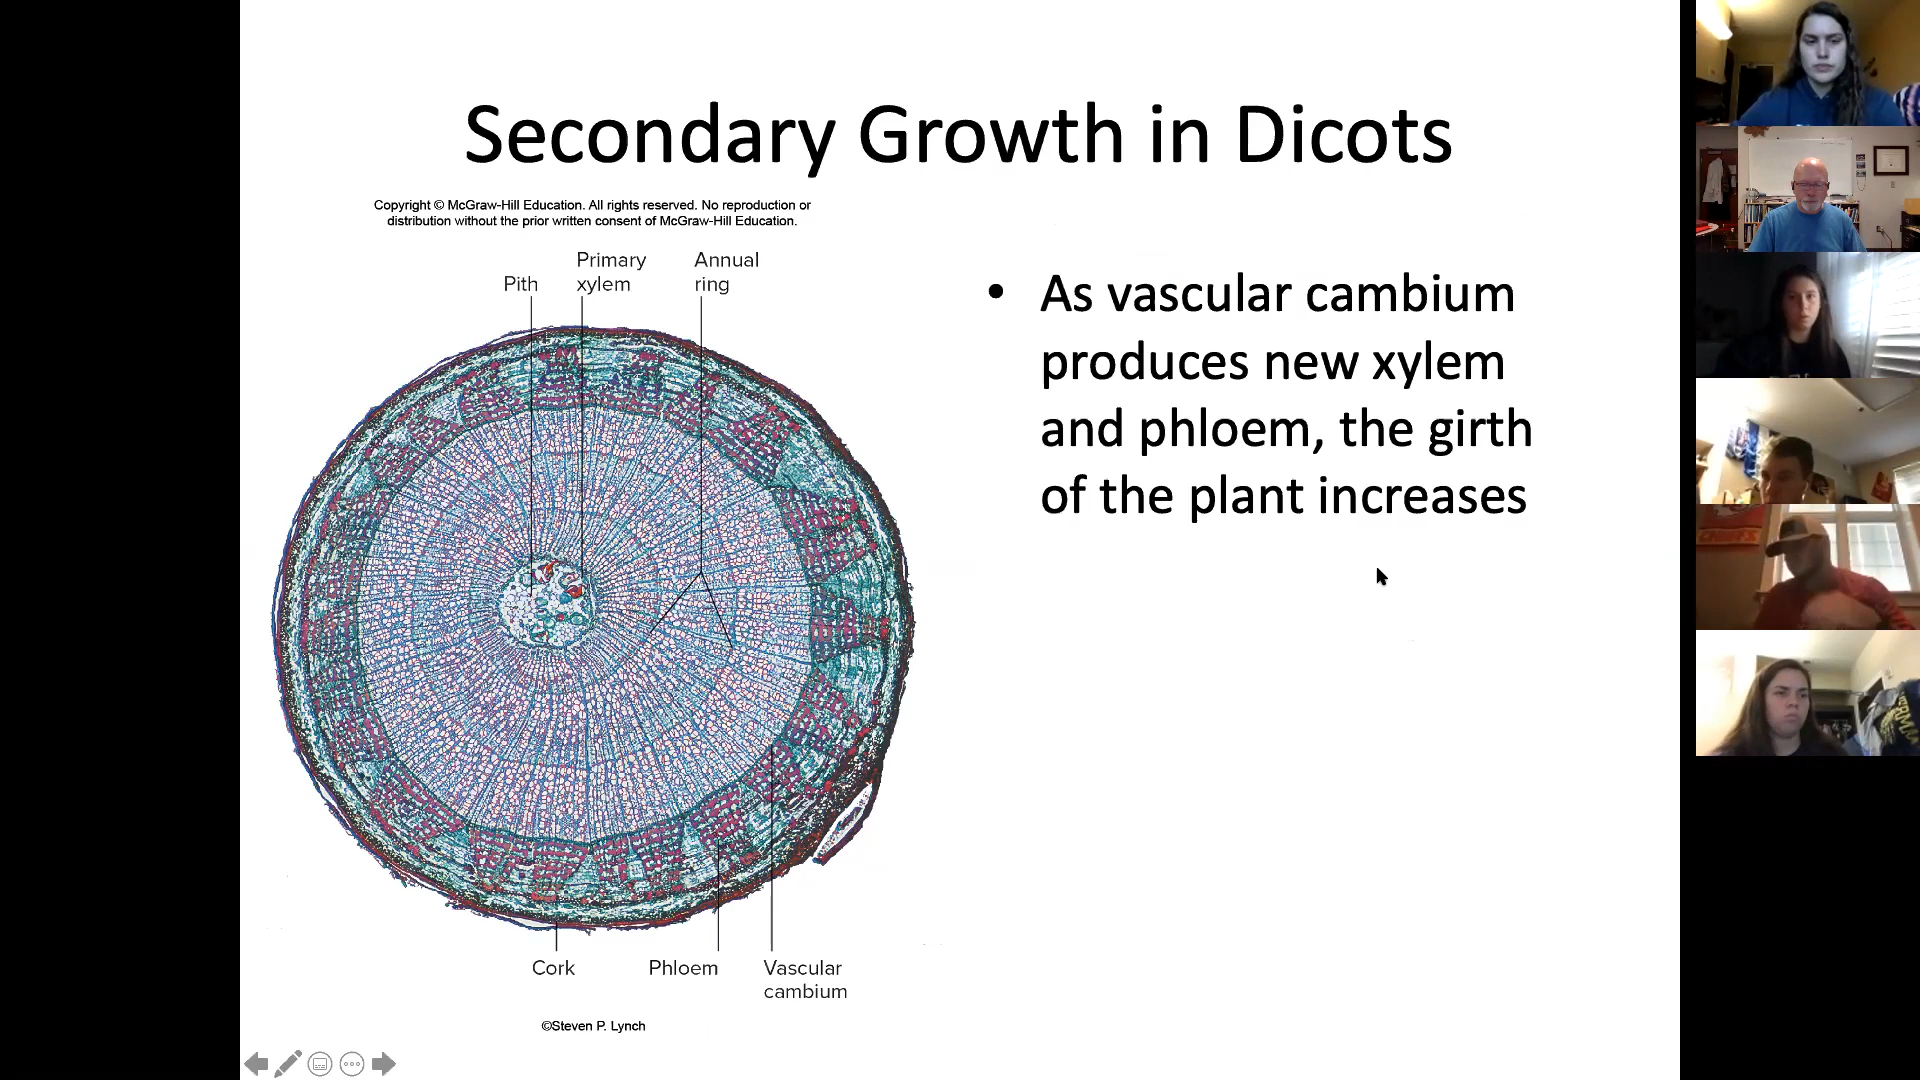 Secondary Growth in Dicots
Copyright © McGraw-Hill Education. All rights reserved. No reproduction or
distribution without the prior written consent of McGraw-Hill Education.
Pith
Primary
xylem
Annual
ring
• As vascular cambium
produces new xylem
and phloem, the girth
of the plant increases
Cork
Phloem
Vascular
cambium
©Steven P. Lynch
CHIEFS